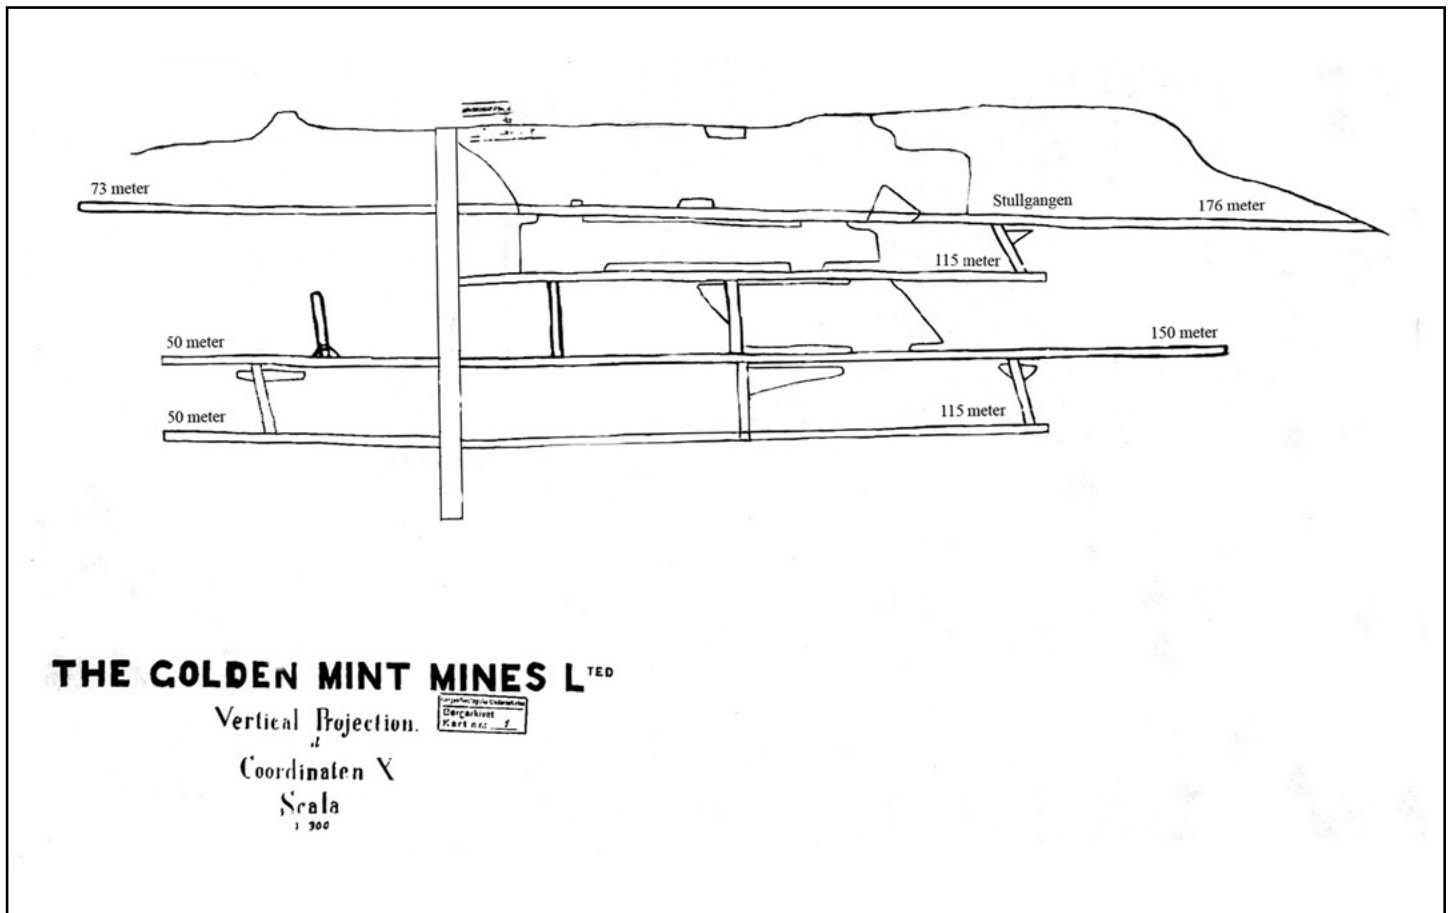 73 meter
Stullgangen
176 meter
115 meter
50 meter
150 meter
50 meter
115 meter
THE GOLDEN MINT MINES LTED
Vertical Projection.
Coordinaten X
Scala
1 300
Bergarkivet
Kart nr.: 1